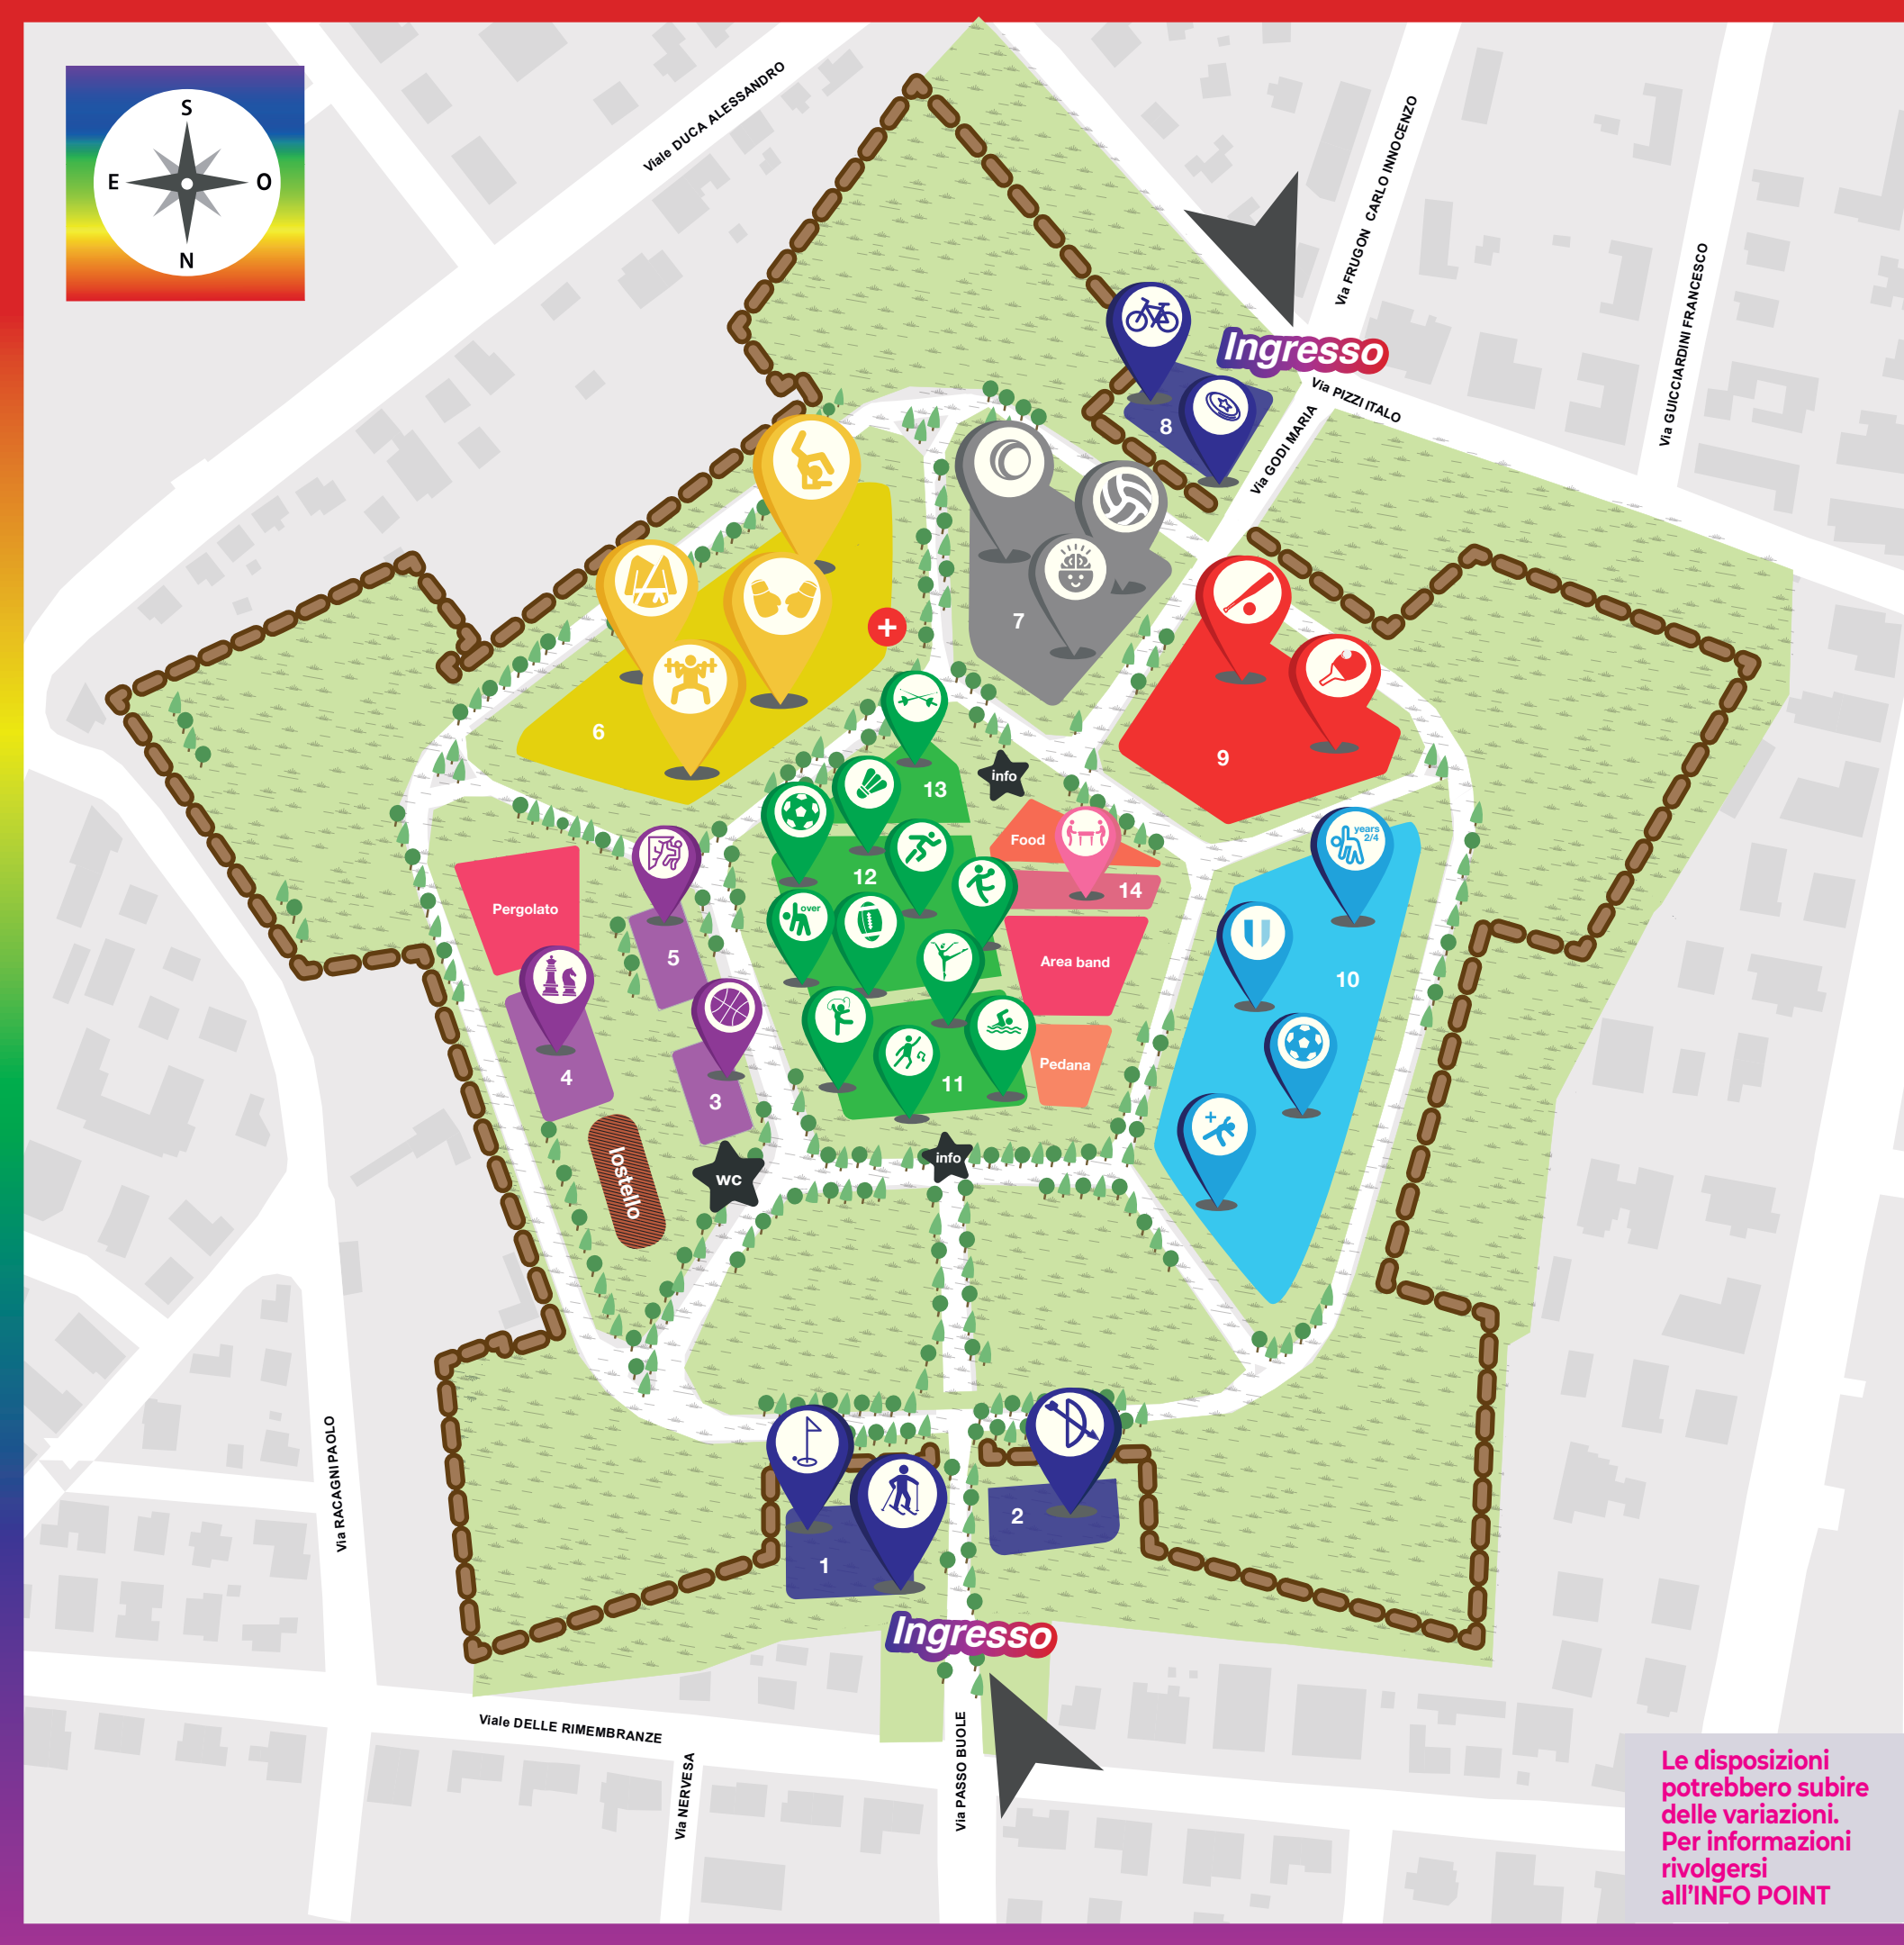 S
E
O
N
Viale DUCA ALESSANDRO
Via FRUGON CARLO INNOCENZO
Via GUICCIARDINI FRANCESCO
Ingresso
Via PIZZI ITALO
Via GODI MARIA
8
7
6
9
13
info
Food
years
2/4
12
14
Pergolato
over
5
Area band
10
4
3
11
Pedana
lostello
wc
info
1
2
Ingresso
Via RACAGNI PAOLO
Viale DELLE RIMEMBRANZE
Via NERVESA
Via PASSO BUOLE
Le disposizioni
potrebbero subire
delle variazioni.
Per informazioni
rivolgersi
all'INFO POINT